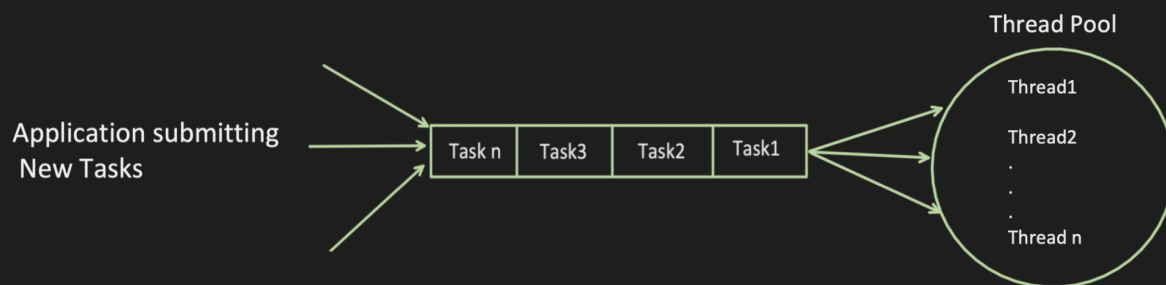 Thread Pool
Application submitting
New Tasks
Task n
Task3
Task2
Task1
Thread1
Thread2
.
.
.
Thread n